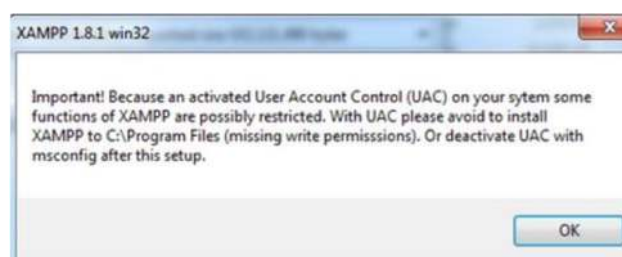 XAMPP 1.8.1 win32
Important! Because an activated User Account Control (UAC) on your sytem some
functions of XAMPP are possibly restricted. With UAC please avoid to install
XAMPP to C:\Program Files (missing write permisssions). Or deactivate UAC with
msconfig after this setup.
OK